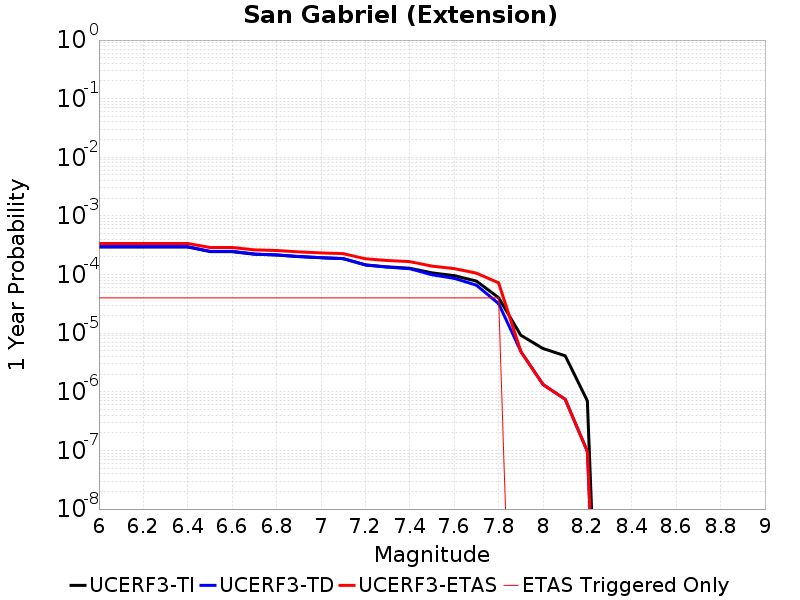 San Gabriel (Extension)
1 Year Probability
10^0
10^-1
10^-2
10^-3
10^-4
10^-5
10^-6
10^-7
10^-8
6 6.2 6.4 6.6 6.8 7 7.2 7.4 7.6 7.8 8 8.2 8.4 8.6 8.8 9
Magnitude
UCERF3-TI UCERF3-TD UCERF3-ETAS ETAS Triggered Only